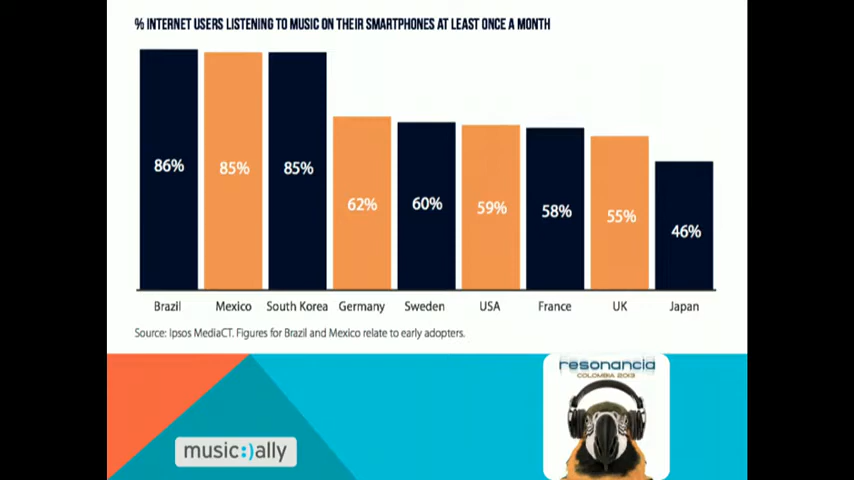 % INTERNET USERS LISTENING TO MUSIC ON THEIR SMARTPHONES AT LEAST ONCE A MONTH
86% 85% 85% 62% 60% 59% 58% 55% 46%
Brazil Mexico South Korea Germany Sweden USA France UK Japan
Source: Ipsos MediaCT. Figures for Brazil and Mexico relate to early adopters.
resonancia
COLOMBIA 2013
music:)ally